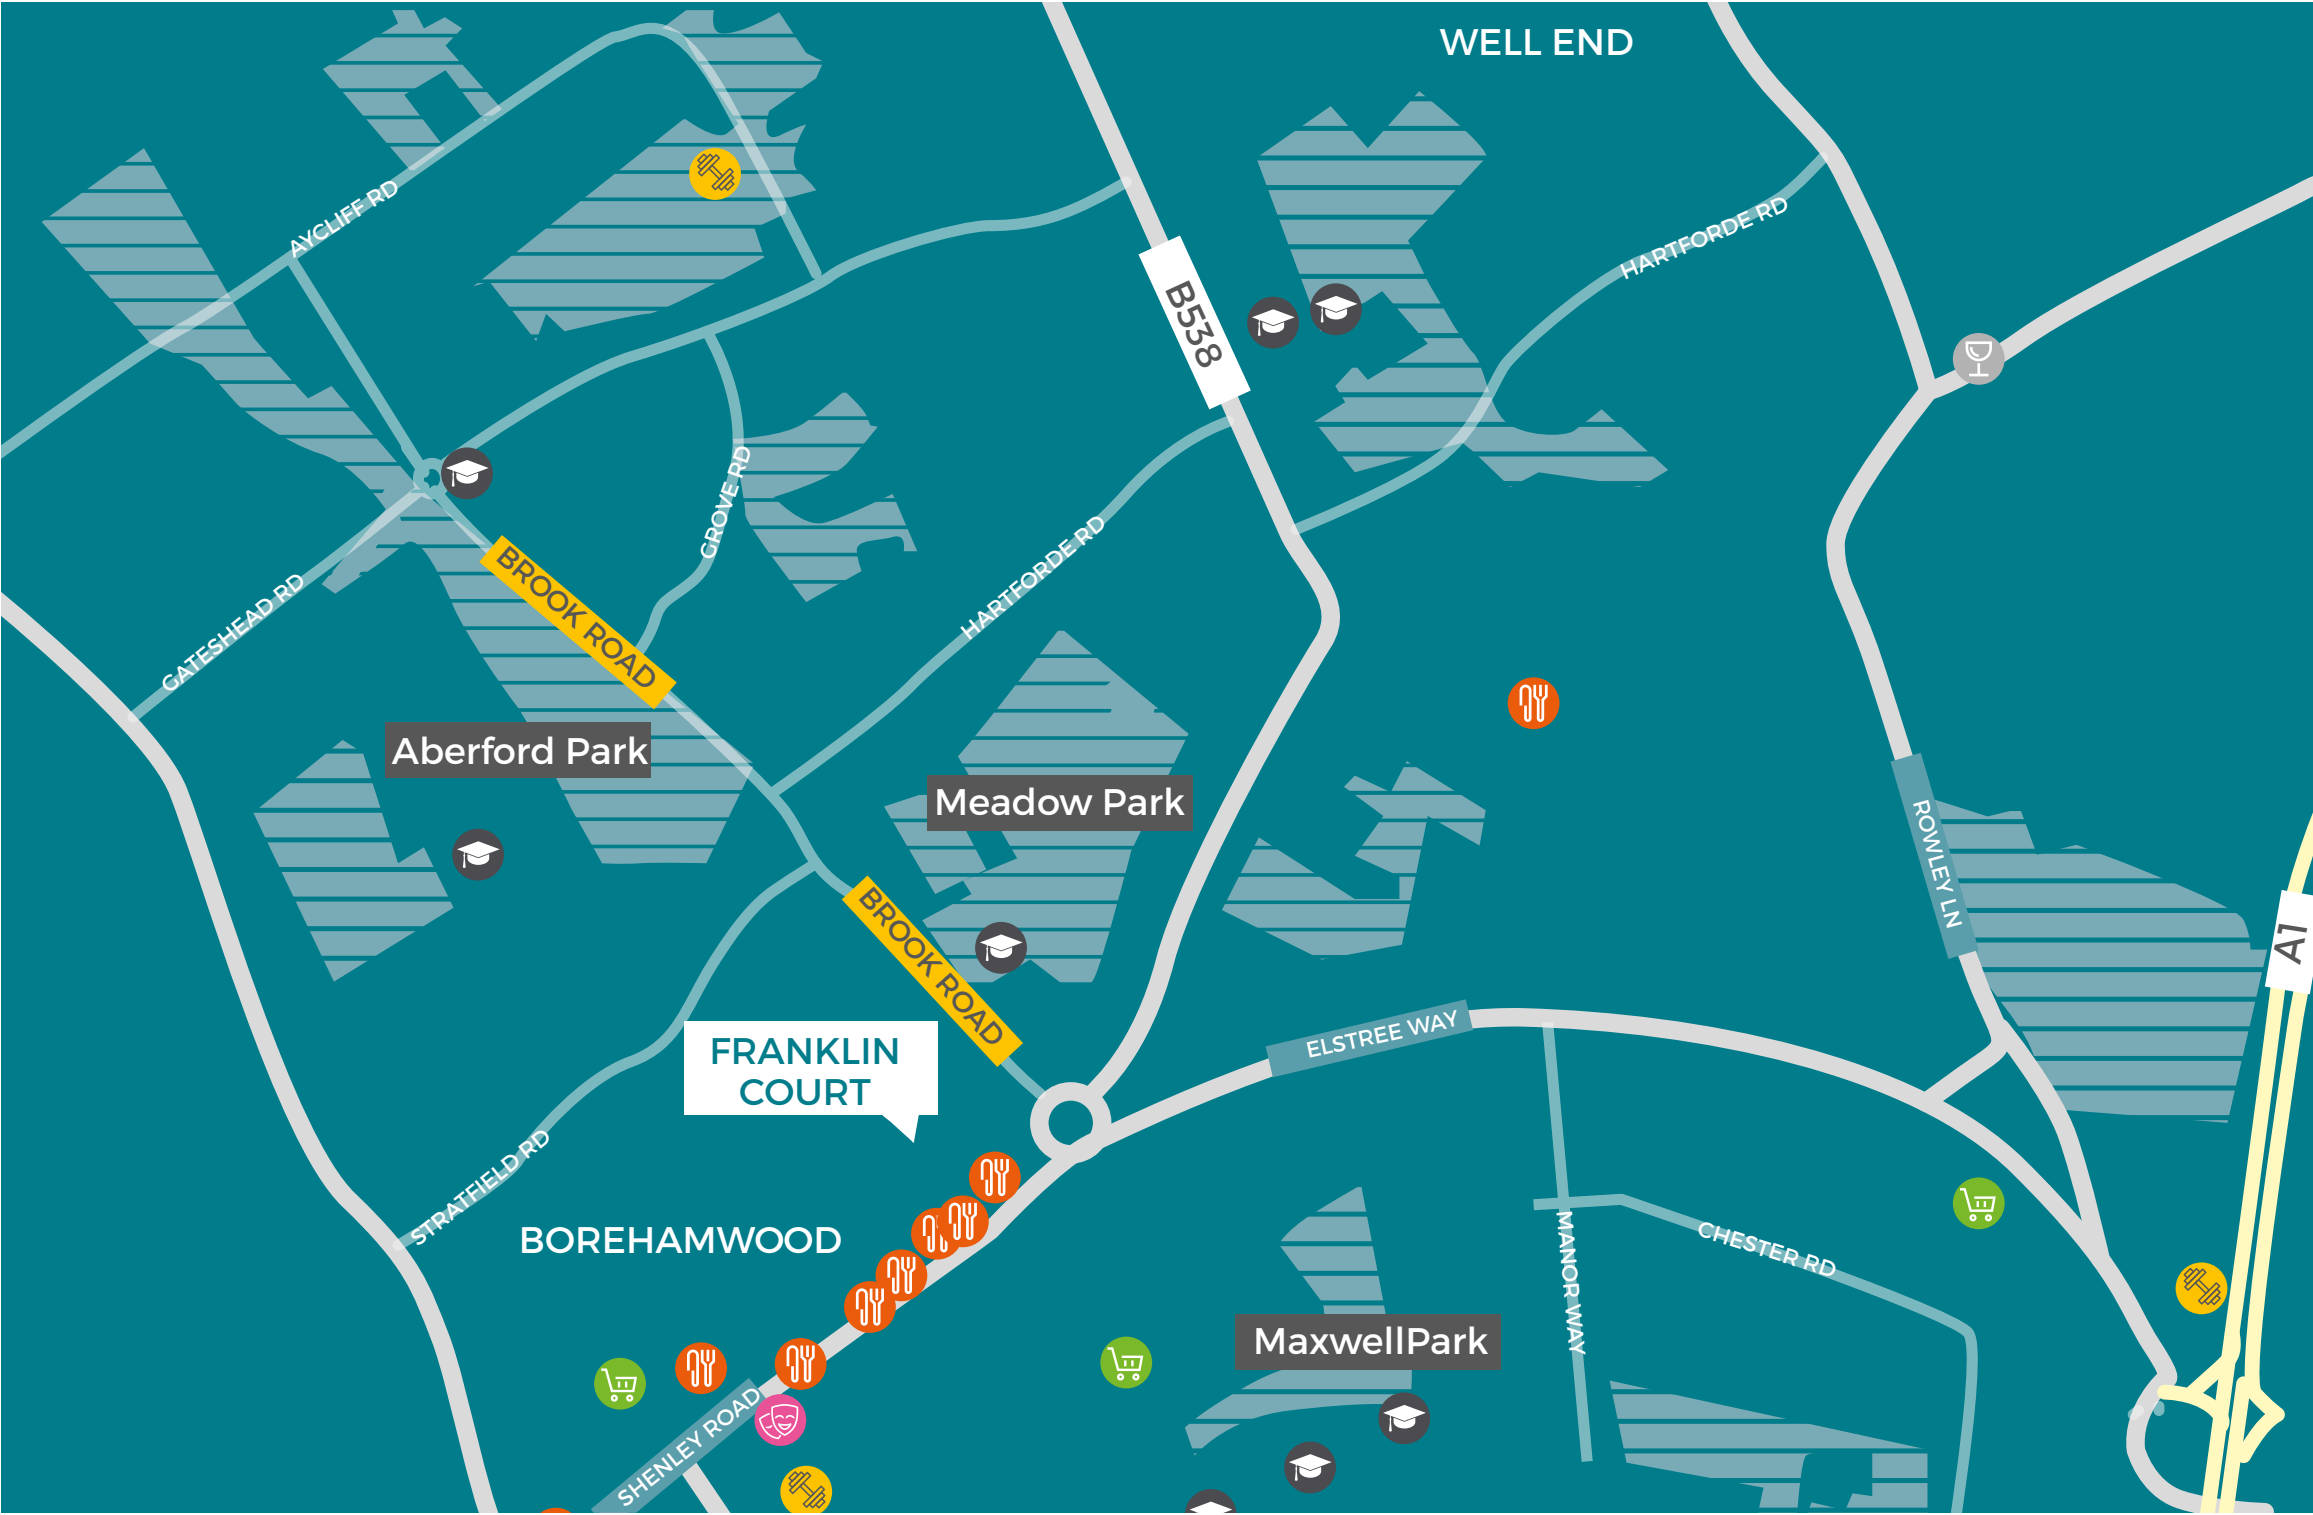 WELL END
AYCLIFF RD
HARTFORDE RD
B538
GROVE RD
HARTFORDE RD
GATESHEAD RD
BROOK ROAD
Aberford Park
Meadow Park
ROWLEY LN
A1
BROOK ROAD
ELSTREE WAY
FRANKLIN
COURT
STRATFIELD RD
BOREHAMWOOD
MANOR WAY
CHESTER RD
MaxwellPark
SHENLEY ROAD